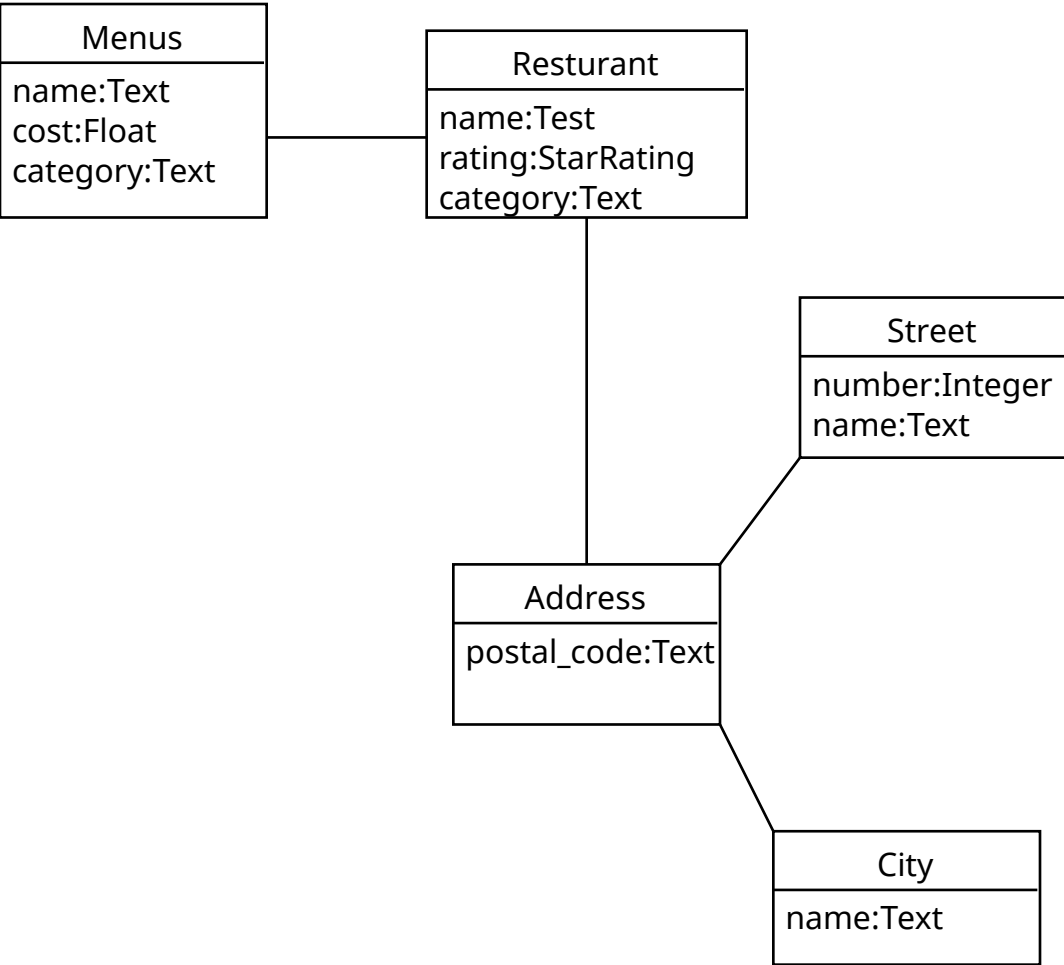 Menus
name:Text
cost:Float
category:Text
Resturant
name:Test
rating:StarRating
category:Text
Street
number:Integer
name:Text
Address
postal_code:Text
City
name:Text